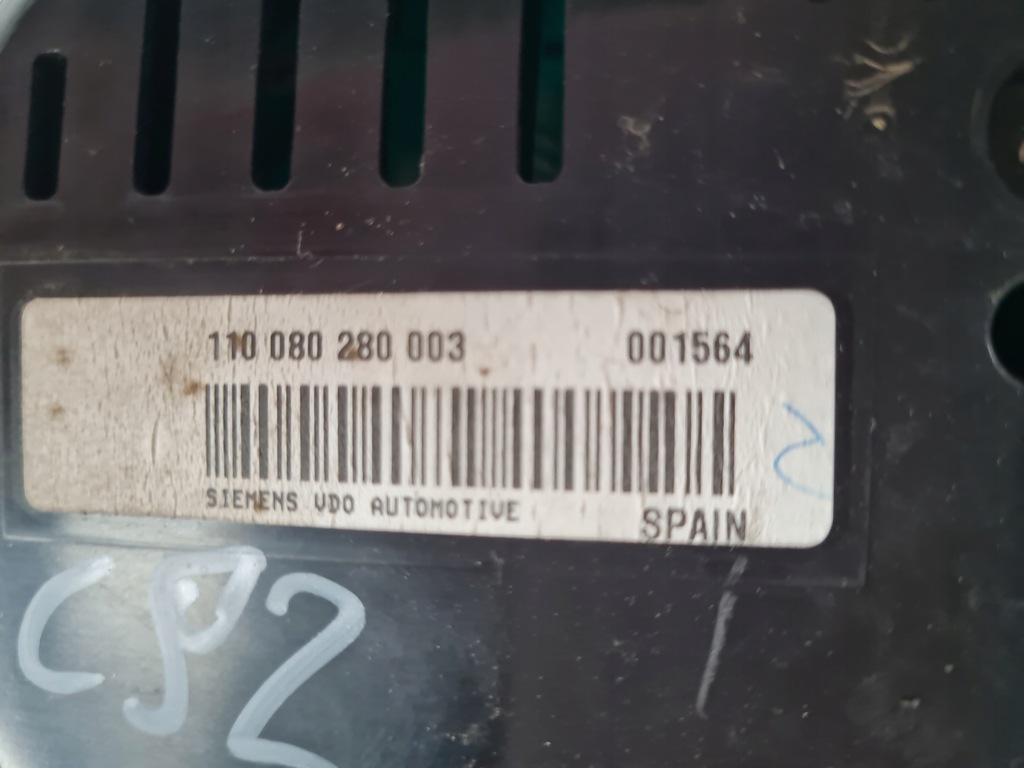 110 080 280 003 001564
SIEMENS VDO AUTOMOTIVE
SPAIN